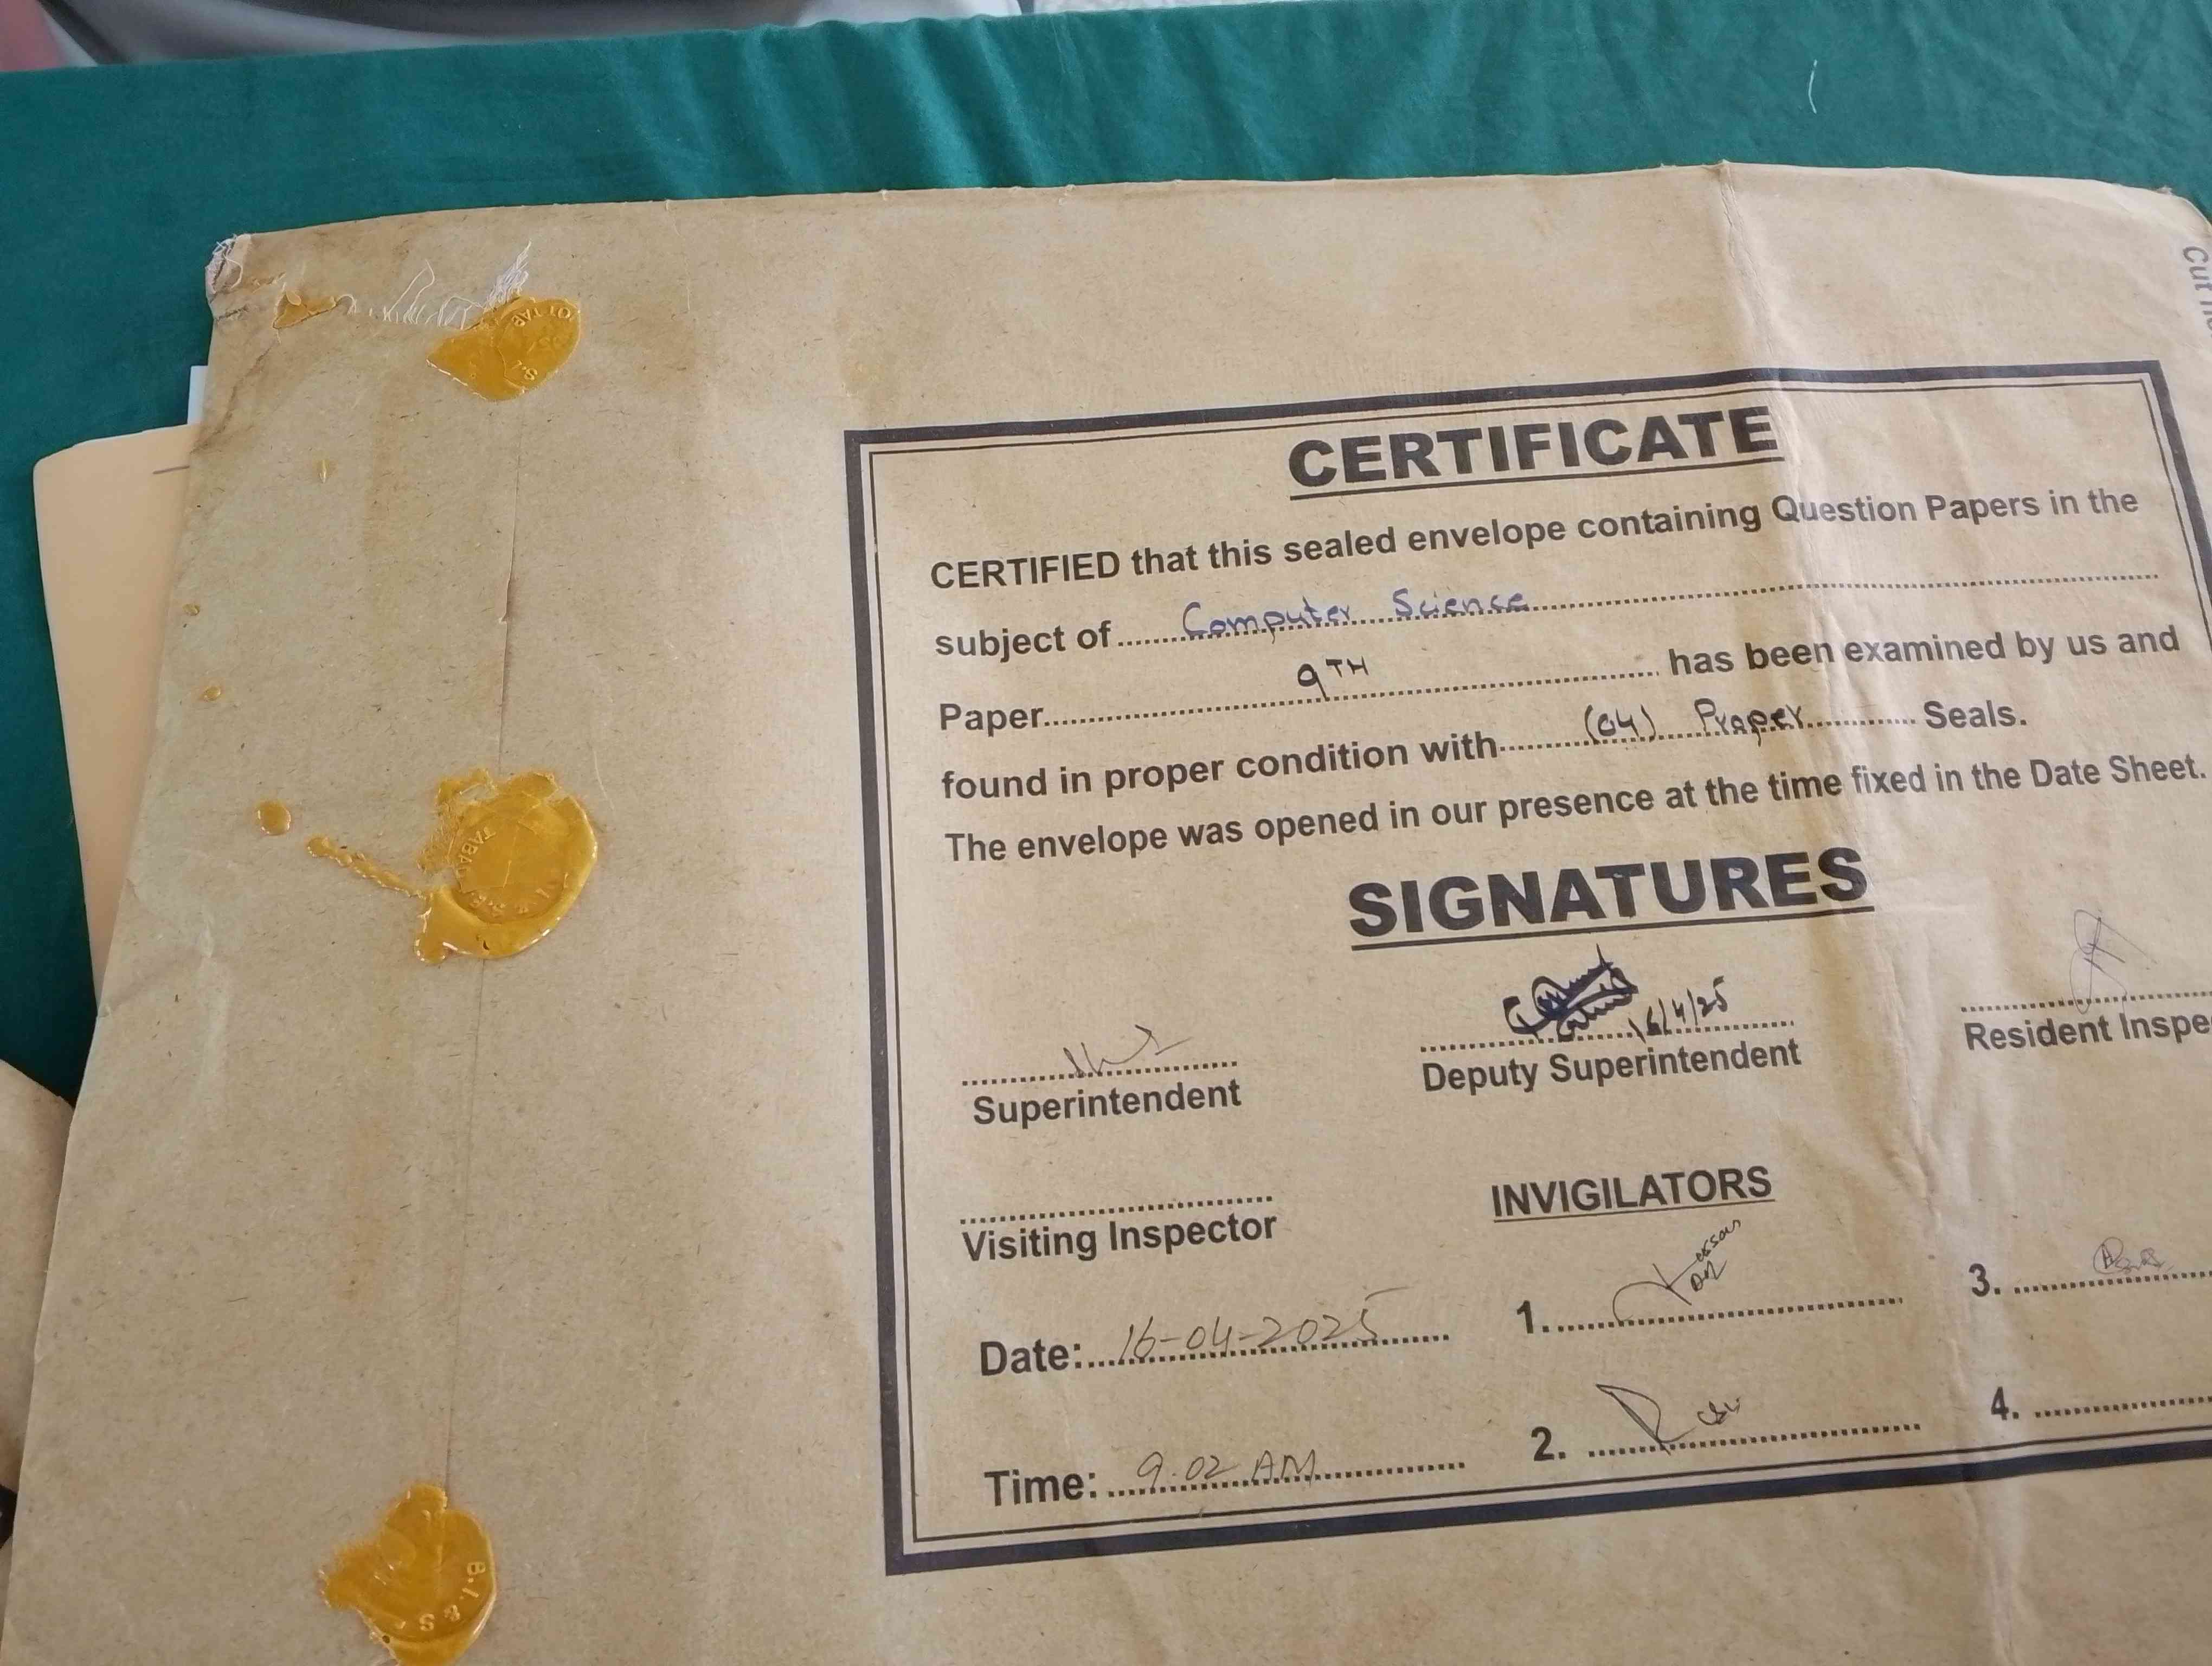 Cut
CERTIFICATE
CERTIFIED that this sealed envelope containing Question Papers in the
subject of Computer Science
Paper 9TH has been examined by us and
found in proper condition with (04) Proper Seals.
The envelope was opened in our presence at the time fixed in the Date Sheet.
SIGNATURES
16/4/25
Superintendent Deputy Superintendent Resident Inspe
Visiting Inspector INVIGILATORS
Date: 16-04-2025 1. 3.
Time: 9:02 AM 2. 4.
B.I. & S